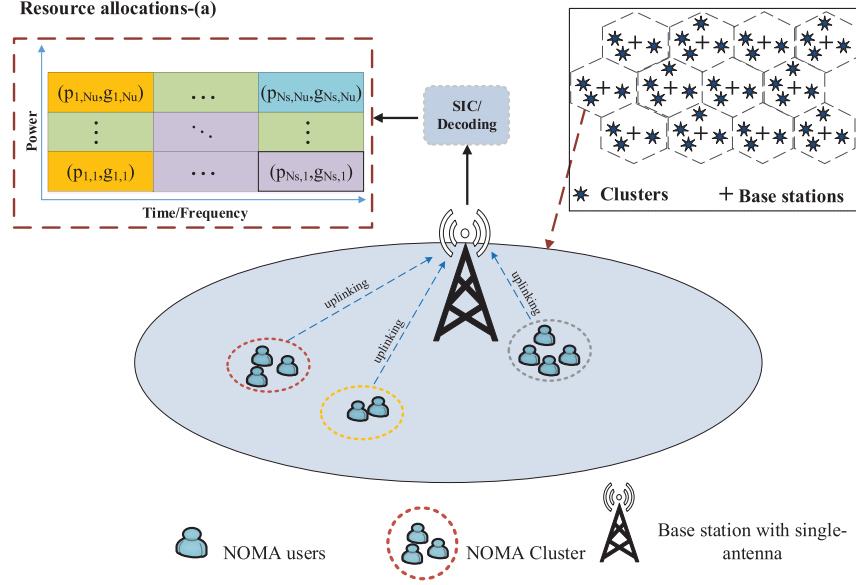 Resource allocations-(a)
Power
(p1,Nu,g1,Nu)
...
(pNs,Nu,gNs,Nu)
(p1,1,g1,1)
...
(pNs,1,gNs,1)
Time/Frequency
SIC/
Decoding
Clusters
Base stations
uplinking
uplinking
uplinking
NOMA users
NOMA Cluster
Base station with single-
antenna